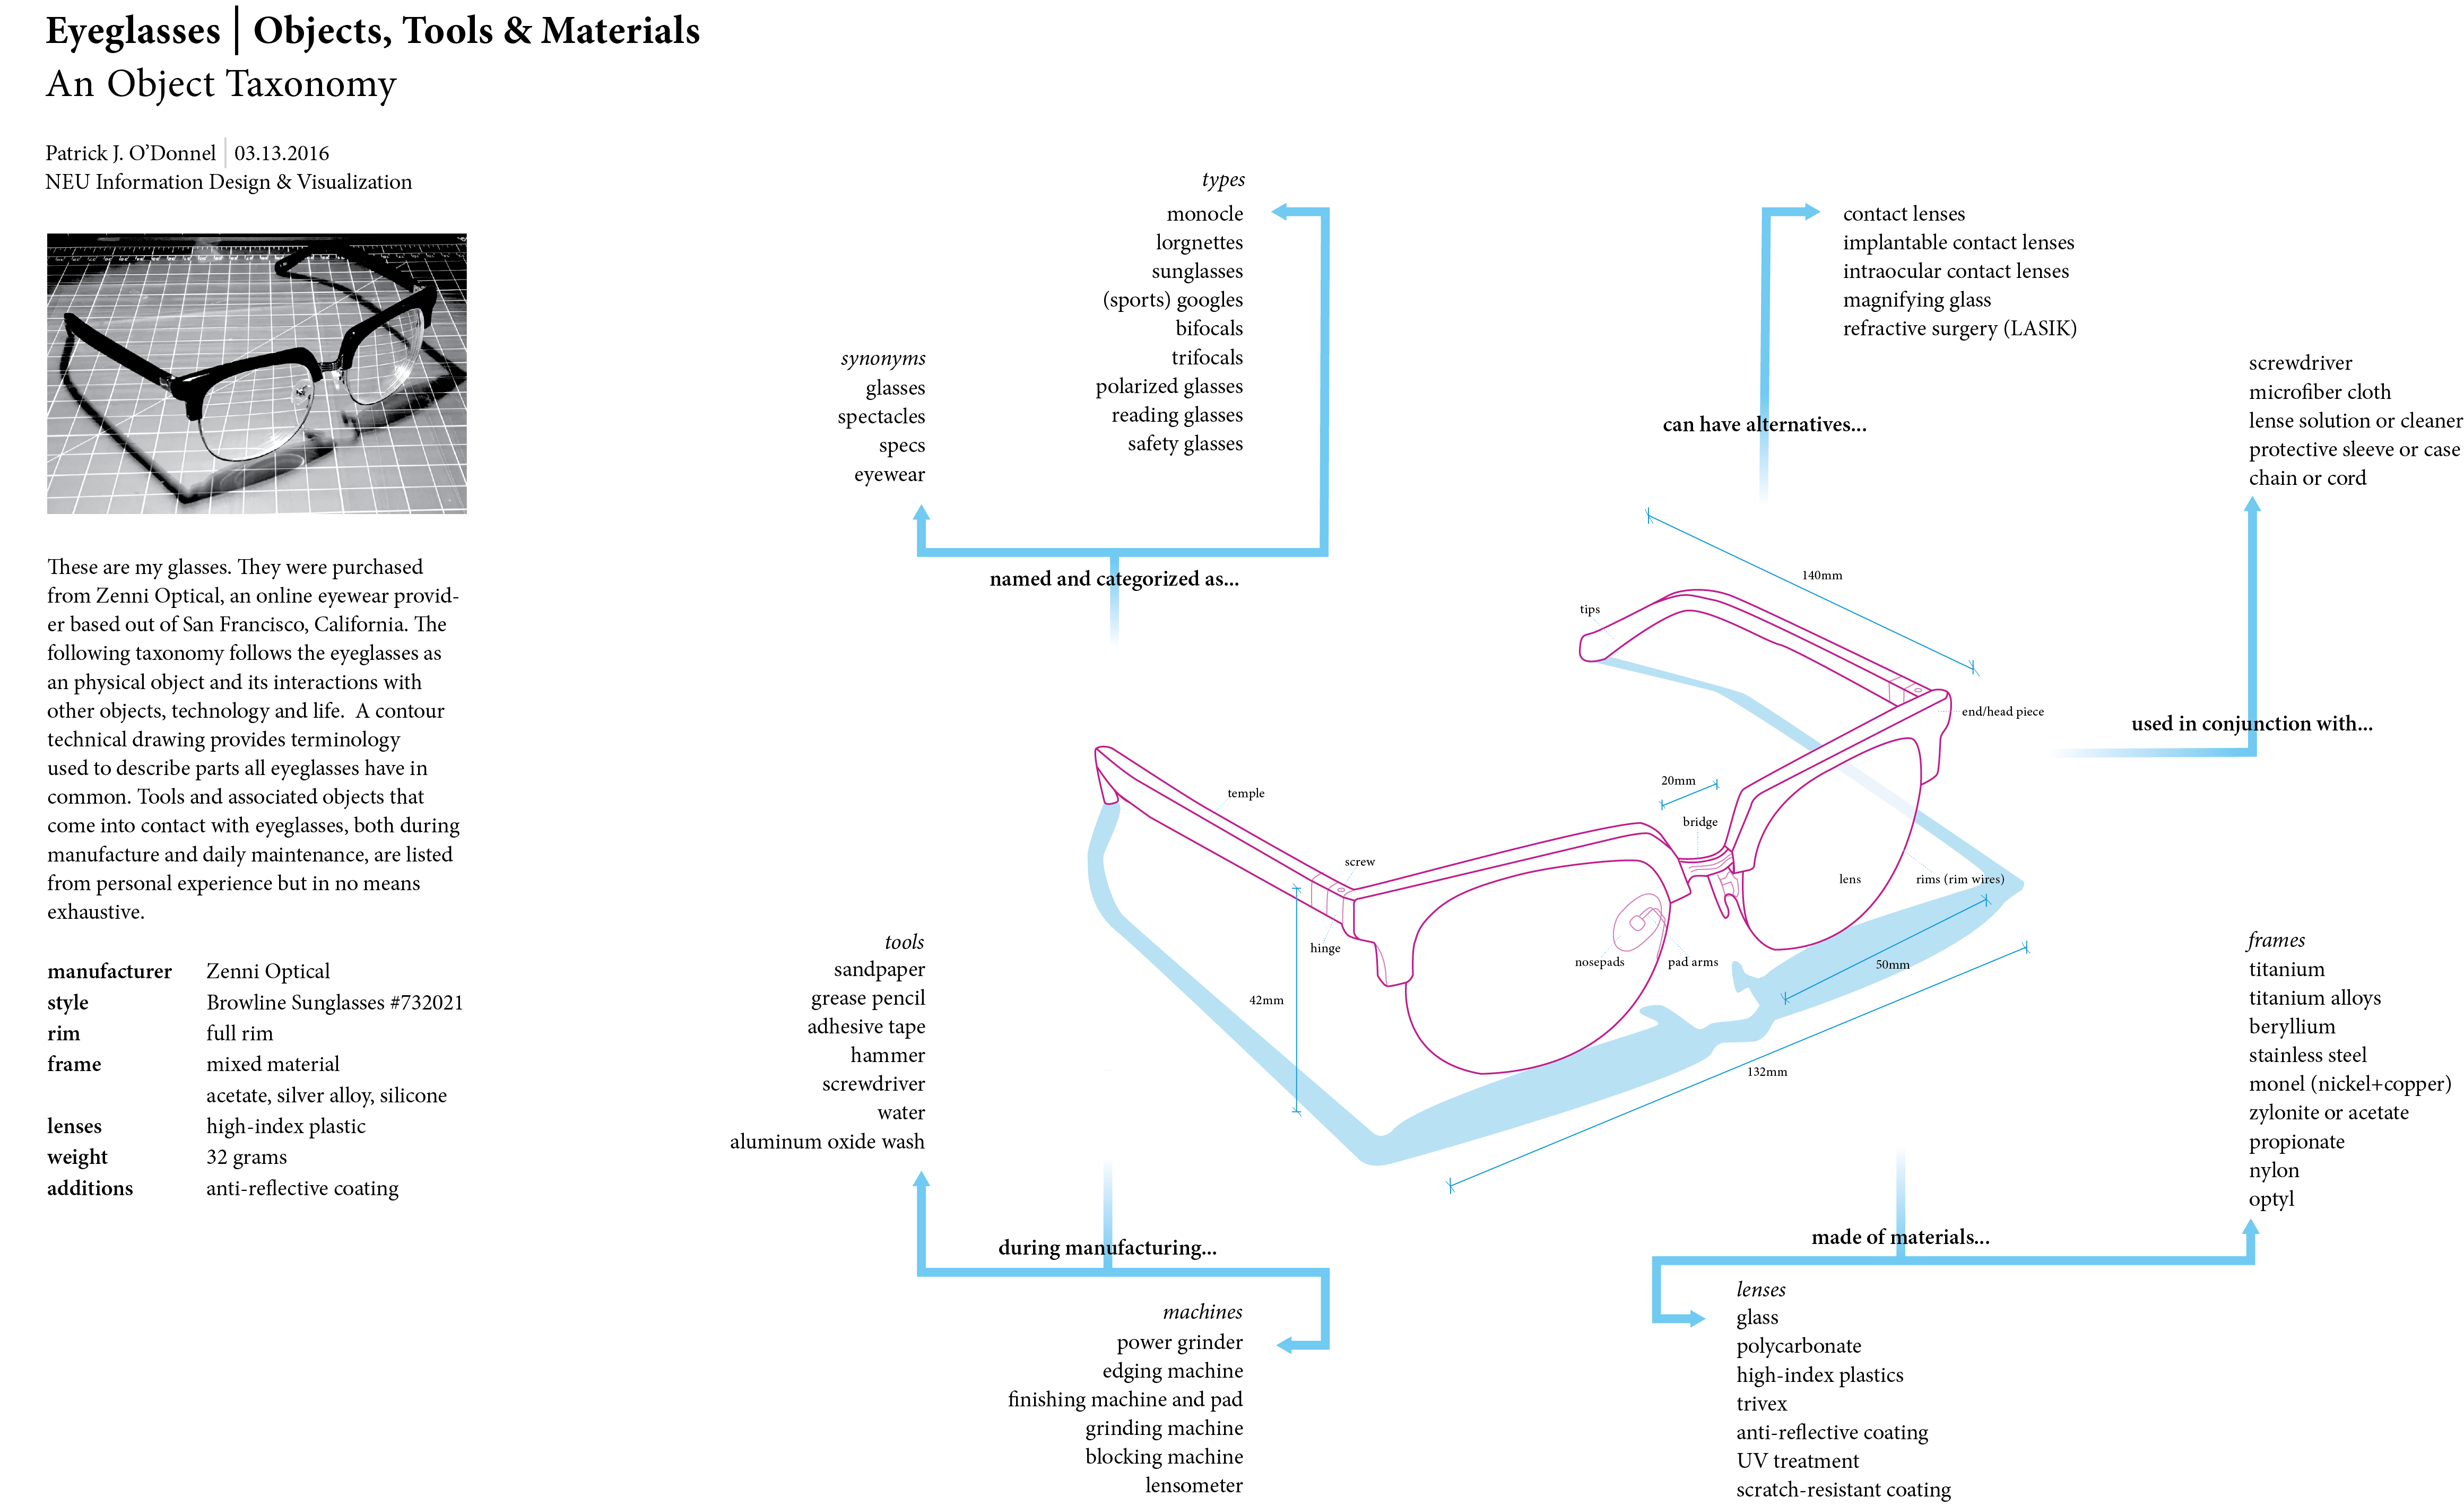 Eyeglasses | Objects, Tools & Materials
An Object Taxonomy
Patrick J. O’Donnel | 03.13.2016
NEU Information Design & Visualization
These are my glasses. They were purchased
from Zenni Optical, an online eyewear provid-
er based out of San Francisco, California. The
following taxonomy follows the eyeglasses as
an physical object and its interactions with
other objects, technology and life.  A contour
technical drawing provides terminology
used to describe parts all eyeglasses have in
common. Tools and associated objects that
come into contact with eyeglasses, both during
manufacture and daily maintenance, are listed
from personal experience but in no means
exhaustive.
manufacturer Zenni Optical
style Browline Sunglasses #732021
rim full rim
frame mixed material
acetate, silver alloy, silicone
lenses high-index plastic
weight 32 grams
additions anti-reflective coating
synonyms
glasses
spectacles
specs
eyewear
types
monocle
lorgnettes
sunglasses
(sports) googles
bifocals
trifocals
polarized glasses
reading glasses
safety glasses
named and categorized as...
contact lenses
implantable contact lenses
intraocular contact lenses
magnifying glass
refractive surgery (LASIK)
can have alternatives...
screwdriver
microfiber cloth
lense solution or cleaner
protective sleeve or case
chain or cord
used in conjunction with...
140mm
tips
end/head piece
20mm
temple
bridge
screw
lens
rims (rim wires)
hinge
nosepads
pad arms
50mm
42mm
132mm
tools
sandpaper
grease pencil
adhesive tape
hammer
screwdriver
water
aluminum oxide wash
during manufacturing...
machines
power grinder
edging machine
finishing machine and pad
grinding machine
blocking machine
lensometer
made of materials...
lenses
glass
polycarbonate
high-index plastics
trivex
anti-reflective coating
UV treatment
scratch-resistant coating
frames
titanium
titanium alloys
beryllium
stainless steel
monel (nickel+copper)
zylonite or acetate
propionate
nylon
optyl